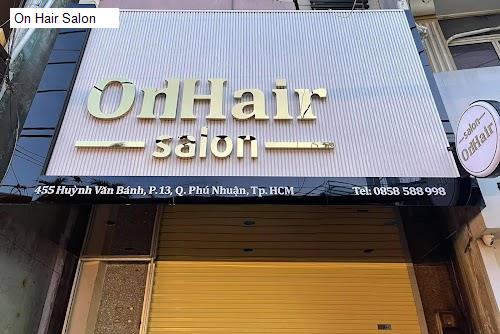 On Hair Salon
OnHair
salon
455 Huỳnh Văn Bánh, P.13, Q. Phú Nhuận, Tp. HCM
Tel: 0858 588 998
salon
OnHair